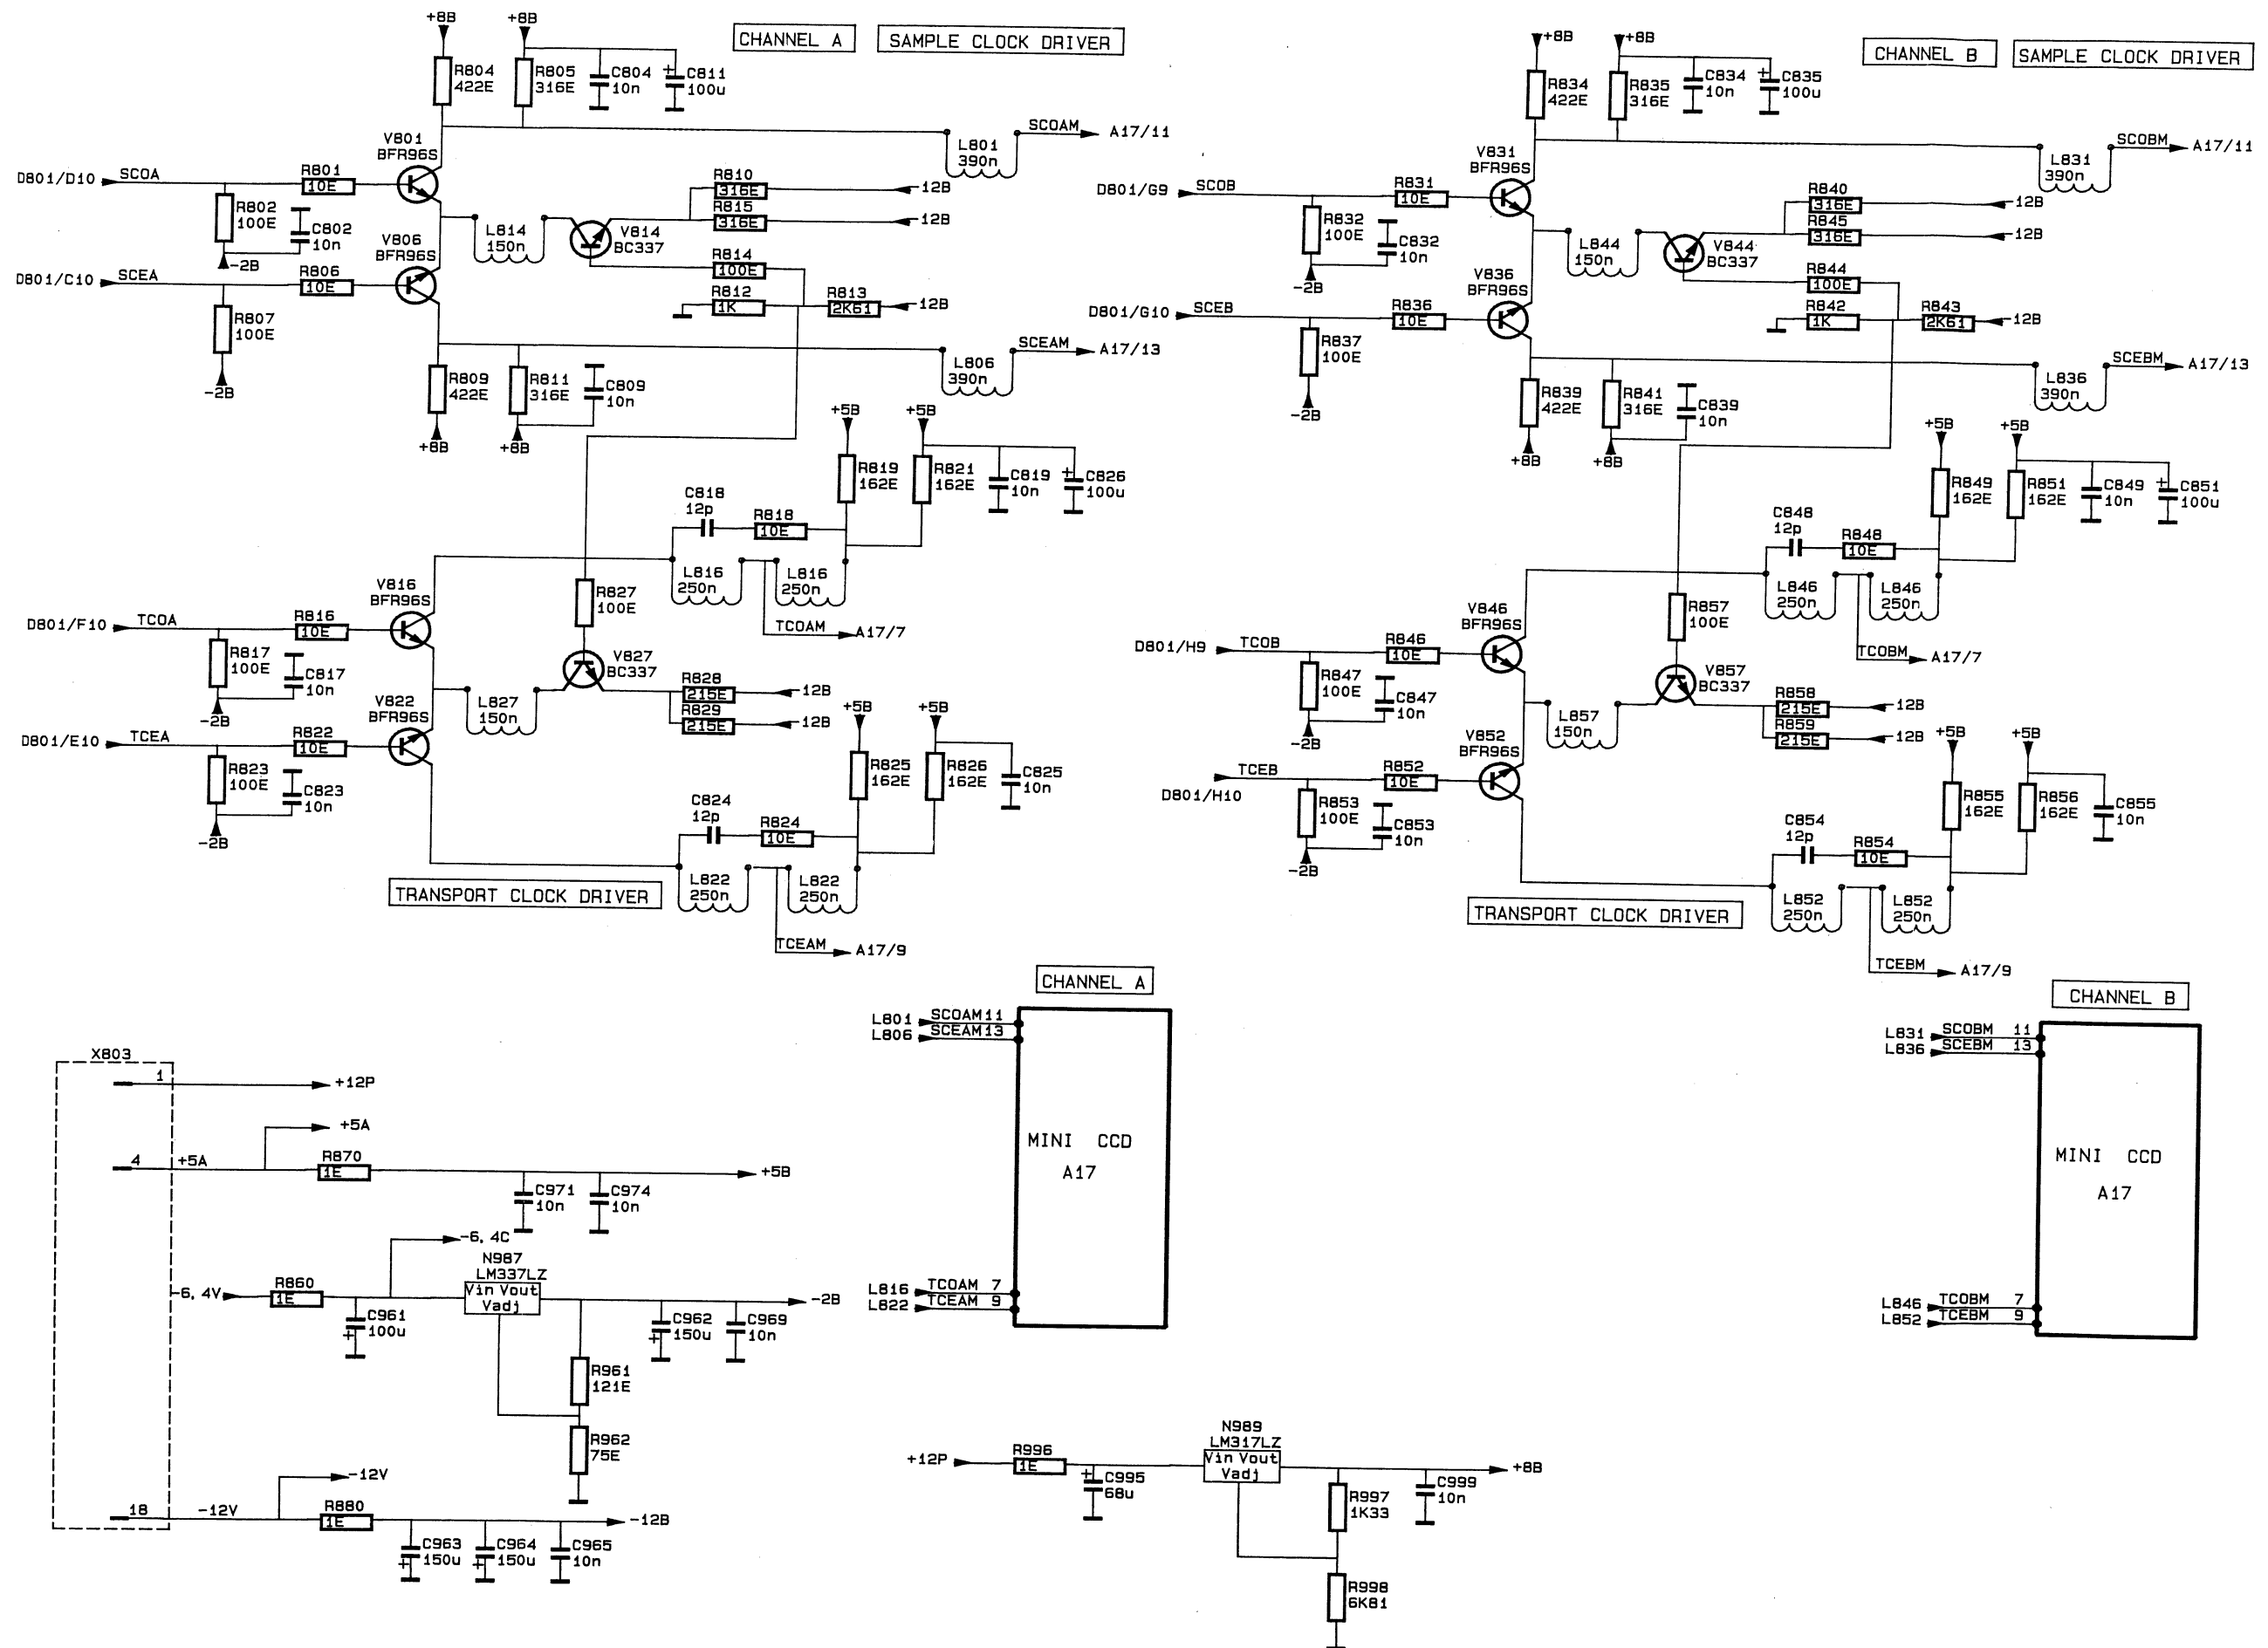 +8B
+8B
CHANNEL A
SAMPLE CLOCK DRIVER
R804
422E
R805
316E
C804
10n
C811
100u
V801
BFR96S
L801
390n
SCOAM
A17/11
D801/D10
SCOA
R801
10E
R802
100E
C802
10n
-2B
R810
316E
-12B
R815
316E
-12B
L814
150n
V814
BC337
V806
BFR96S
D801/C10
SCEA
R806
10E
R814
100E
R812
1K
R813
2K61
-12B
R807
100E
-2B
L806
390n
SCEAM
A17/13
R809
422E
R811
316E
C809
10n
+8B
+8B
+5B
+5B
R819
162E
R821
162E
C819
10n
C826
100u
C818
12p
R818
10E
L816
250n
L816
250n
TCOAM
A17/7
V816
BFR96S
R827
100E
D801/F10
TCOA
R816
10E
R817
100E
C817
10n
-2B
V827
BC337
V822
BFR96S
L827
150n
R828
215E
-12B
R829
215E
-12B
D801/E10
TCEA
R822
10E
R823
100E
C823
10n
-2B
+5B
+5B
R825
162E
R826
162E
C825
10n
C824
12p
R824
10E
L822
250n
L822
250n
TRANSPORT CLOCK DRIVER
TCEAM
A17/9
+8B
+8B
CHANNEL B
SAMPLE CLOCK DRIVER
R834
422E
R835
316E
C834
10n
C835
100u
V831
BFR96S
L831
390n
SCOBM
A17/11
D801/G9
SCOB
R831
10E
R832
100E
C832
10n
-2B
R840
316E
-12B
R845
316E
-12B
L844
150n
V844
BC337
V836
BFR96S
D801/G10
SCEB
R836
10E
R844
100E
R842
1K
R843
2K61
-12B
R837
100E
-2B
L836
390n
SCEBM
A17/13
R839
422E
R841
316E
C839
10n
+8B
+8B
+5B
+5B
R849
162E
R851
162E
C849
10n
C851
100u
C848
12p
R848
10E
L846
250n
L846
250n
TCOBM
A17/7
V846
BFR96S
R857
100E
D801/H9
TCOB
R846
10E
R847
100E
C847
10n
-2B
V857
BC337
V852
BFR96S
L857
150n
R858
215E
-12B
R859
215E
-12B
TCEB
D801/H10
R852
10E
R853
100E
C853
10n
-2B
+5B
+5B
R855
162E
R856
162E
C855
10n
C854
12p
R854
10E
L852
250n
L852
250n
TRANSPORT CLOCK DRIVER
TCEBM
A17/9
CHANNEL A
L801 SCOAM 11
L806 SCEAM 13
MINI CCD
A17
L816 TCOAM 7
L822 TCEAM 9
CHANNEL B
L831 SCOBM 11
L836 SCEBM 13
MINI CCD
A17
L846 TCOBM 7
L852 TCEBM 9
X803
1
+12P
+5A
4
+5A
R870
1E
+5B
C971
10n
C974
10n
-6,4C
N987
LM337LZ
Vin Vout
Vadj
-6,4V
R860
1E
-2B
C961
100u
C962
150u
C969
10n
R961
121E
R962
75E
-12V
18
-12V
R880
1E
-12B
C963
150u
C964
150u
C965
10n
+12P
R996
1E
N989
LM317LZ
Vin Vout
Vadj
+8B
C995
68u
R997
1K33
C999
10n
R998
6K81